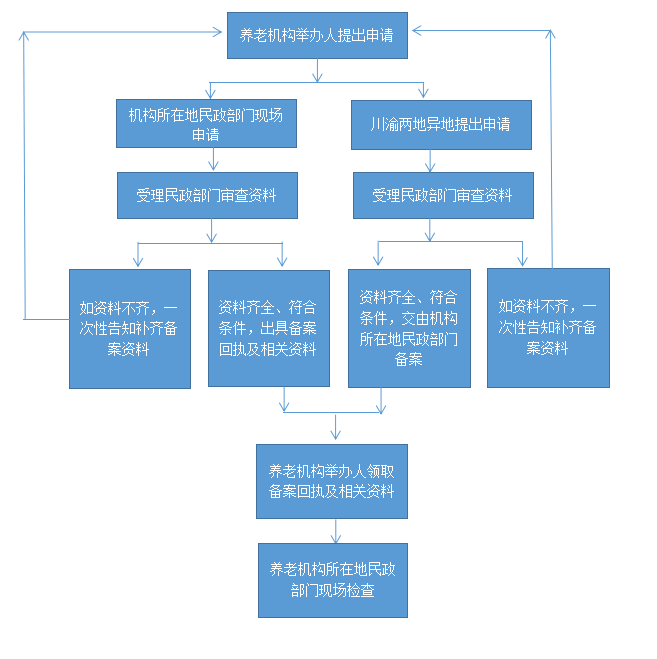 养老机构举办人提出申请
机构所在地民政部门现场
申请
川渝两地异地提出申请
受理民政部门审查资料
受理民政部门审查资料
如资料不齐，一
次性告知补齐备
案资料
资料齐全、符合
条件，出具备案
回执及相关资料
资料齐全、符合
条件，交由机构
所在地民政部门
备案
如资料不齐，一
次性告知补齐备
案资料
养老机构举办人领取
备案回执及相关资料
养老机构所在地民政
部门现场检查